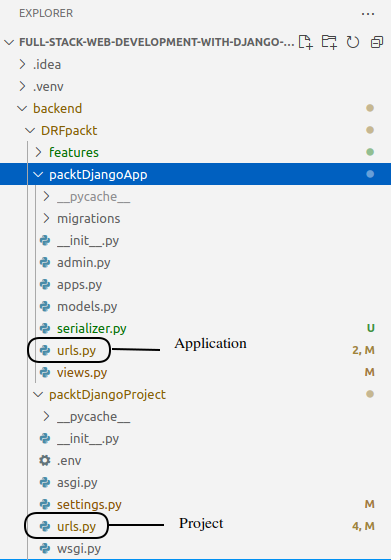 EXPLORER
FULL-STACK-WEB-DEVELOPMENT-WITH-DJANGO-...
.idea
.venv
backend
DRFpackt
features
packtDjangoApp
__pycache__
migrations
__init__.py
admin.py
apps.py
models.py
serializer.py U
urls.py Application 2, M
views.py M
packtDjangoProject
__pycache__
__init__.py
.env
asgi.py
settings.py M
urls.py Project 4, M
wsgi.py